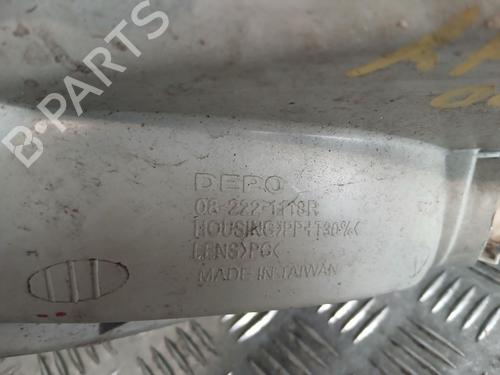 DEPO
08-222-1118R
HOUSING>PP+T30%<
LENS>PC<
MADE IN TAIWAN
B-PARTS